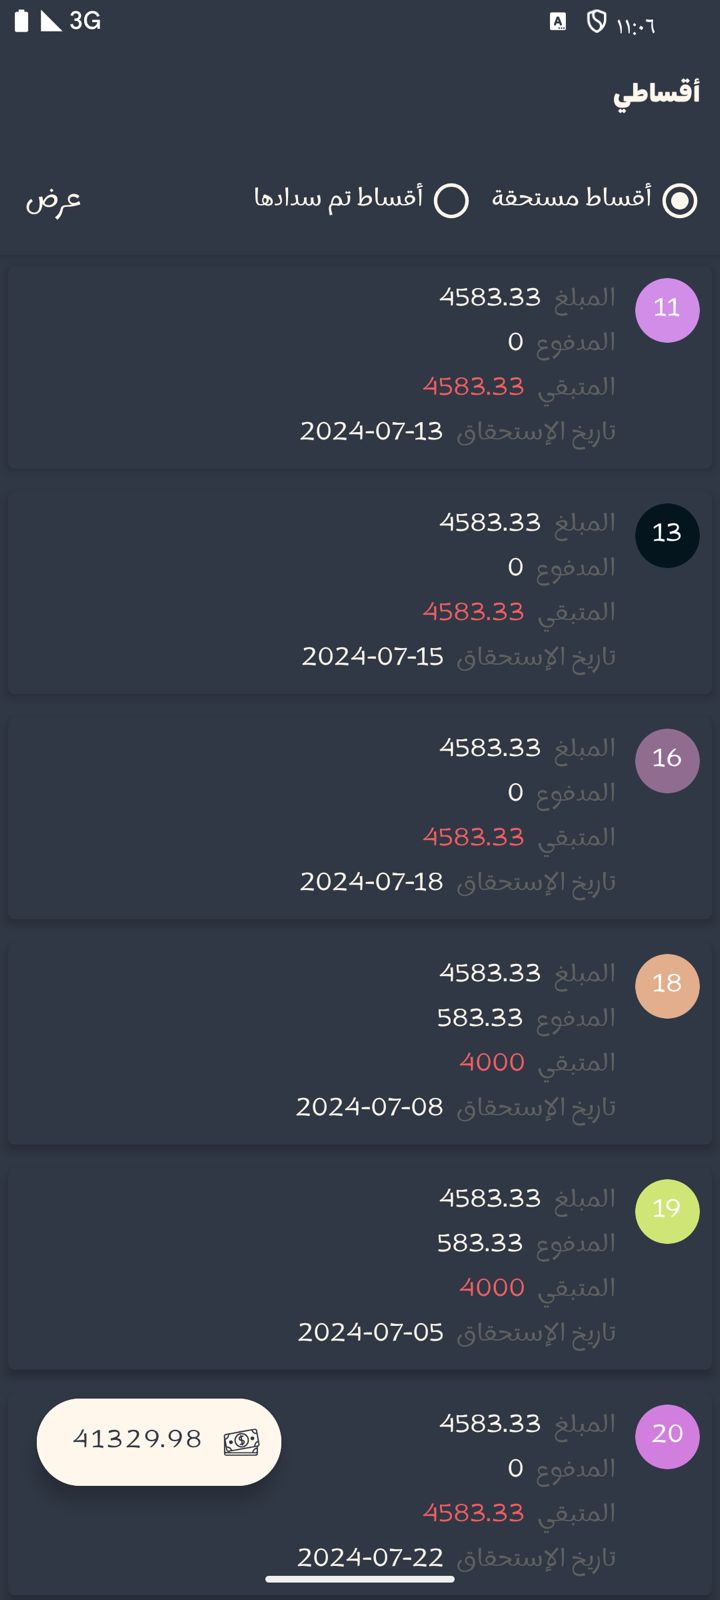 3G
١١:٠٦
أقساطي
أقساط مستحقة أقساط تم سدادها عرض
11
المبلغ 4583.33
المدفوع 0
المتبقي 4583.33
تاريخ الإستحقاق 2024-07-13
13
المبلغ 4583.33
المدفوع 0
المتبقي 4583.33
تاريخ الإستحقاق 2024-07-15
16
المبلغ 4583.33
المدفوع 0
المتبقي 4583.33
تاريخ الإستحقاق 2024-07-18
18
المبلغ 4583.33
المدفوع 583.33
المتبقي 4000
تاريخ الإستحقاق 2024-07-08
19
المبلغ 4583.33
المدفوع 583.33
المتبقي 4000
تاريخ الإستحقاق 2024-07-05
20
المبلغ 4583.33
المدفوع 0
المتبقي 4583.33
تاريخ الإستحقاق 2024-07-22
41329.98